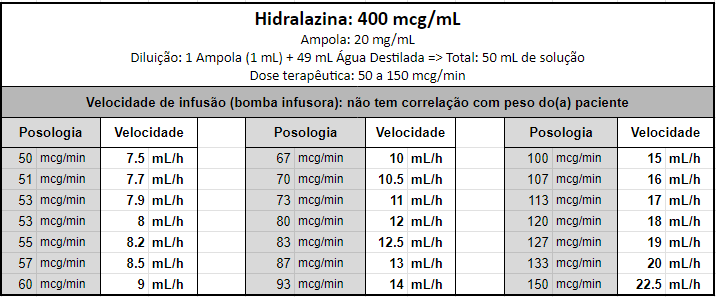 Hidralazina: 400 mcg/mL
Ampola: 20 mg/mL
Diluição: 1 Ampola (1 mL) + 49 mL Água Destilada => Total: 50 mL de solução
Dose terapêutica: 50 a 150 mcg/min
Velocidade de infusão (bomba infusora): não tem correlação com peso do(a) paciente
Posologia Velocidade Posologia Velocidade Posologia Velocidade
50 mcg/min 7.5 mL/h 67 mcg/min 10 mL/h 100 mcg/min 15 mL/h
51 mcg/min 7.7 mL/h 70 mcg/min 10.5 mL/h 107 mcg/min 16 mL/h
53 mcg/min 7.9 mL/h 73 mcg/min 11 mL/h 113 mcg/min 17 mL/h
53 mcg/min 8 mL/h 80 mcg/min 12 mL/h 120 mcg/min 18 mL/h
55 mcg/min 8.2 mL/h 83 mcg/min 12.5 mL/h 127 mcg/min 19 mL/h
57 mcg/min 8.5 mL/h 87 mcg/min 13 mL/h 133 mcg/min 20 mL/h
60 mcg/min 9 mL/h 93 mcg/min 14 mL/h 150 mcg/min 22.5 mL/h